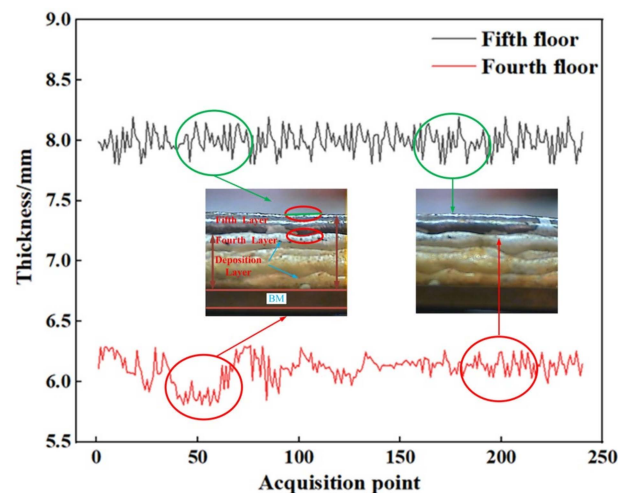 9.0
8.5
8.0
7.5
7.0
6.5
6.0
5.5
Thickness/mm
Fifth floor
Fourth floor
Fifth Layer
Fourth Layer
Deposition
Layer
BM
0
50
100
150
200
250
Acquisition point